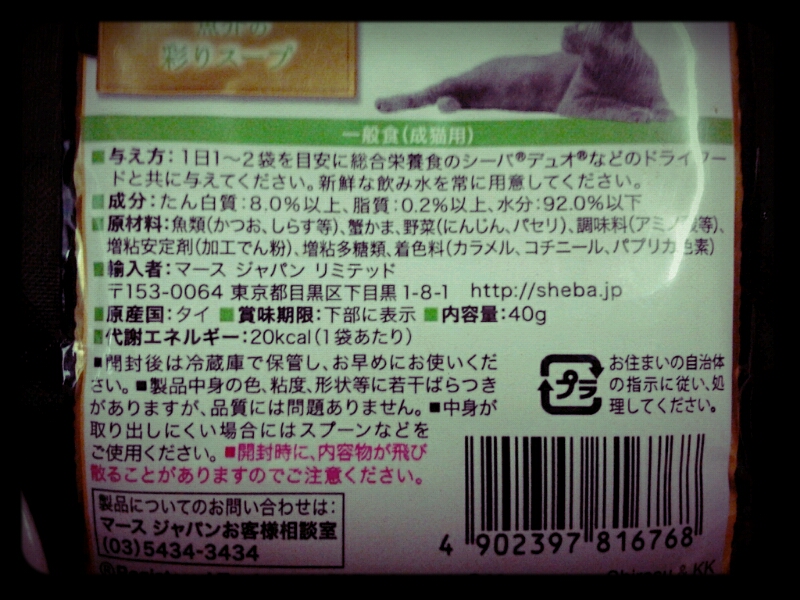 魚介の
彩りスープ
一般食(成猫用)
■与え方:1日1〜2袋を目安に総合栄養食のシーバ®デュオ®などのドライフー
ドと共に与えてください。新鮮な飲み水を常に用意してください。
■成分:たん白質:8.0%以上、脂質:0.2%以上、水分:92.0%以下
■原材料:魚類(かつお、しらす等)、蟹かま、野菜(にんじん、パセリ)、調味料(アミノ酸等)、
増粘安定剤(加工でん粉)、増粘多糖類、着色料(カラメル、コチニール、パプリカ色素)
■輸入者:マース ジャパン リミテッド
〒153-0064 東京都目黒区下目黒1-8-1 http://sheba.jp
■原産国:タイ ■賞味期限:下部に表示 ■内容量:40g
■代謝エネルギー:20kcal(1袋あたり)
■開封後は冷蔵庫で保管し、お早めにお使いくだ
さい。■製品中身の色、粘度、形状等に若干ばらつき
がありますが、品質には問題ありません。■中身が
取り出しにくい場合にはスプーンなどを
ご使用ください。■開封時に、内容物が飛び
散ることがありますのでご注意ください。
プラ
お住まいの自治体
の指示に従い、処
理してください。
製品についてのお問い合わせは:
マース ジャパンお客様相談室
(03)5434-3434
4 902397 816768
& KK